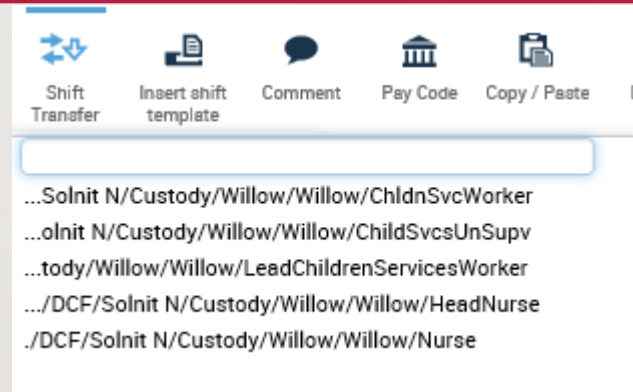 Shift Transfer
Insert shift template
Comment
Pay Code
Copy / Paste
...Solnit N/Custody/Willow/Willow/ChldnSvcWorker
...olnit N/Custody/Willow/Willow/ChildSvcsUnSupv
...tody/Willow/Willow/LeadChildrenServicesWorker
.../DCF/Solnit N/Custody/Willow/Willow/HeadNurse
./DCF/Solnit N/Custody/Willow/Willow/Nurse